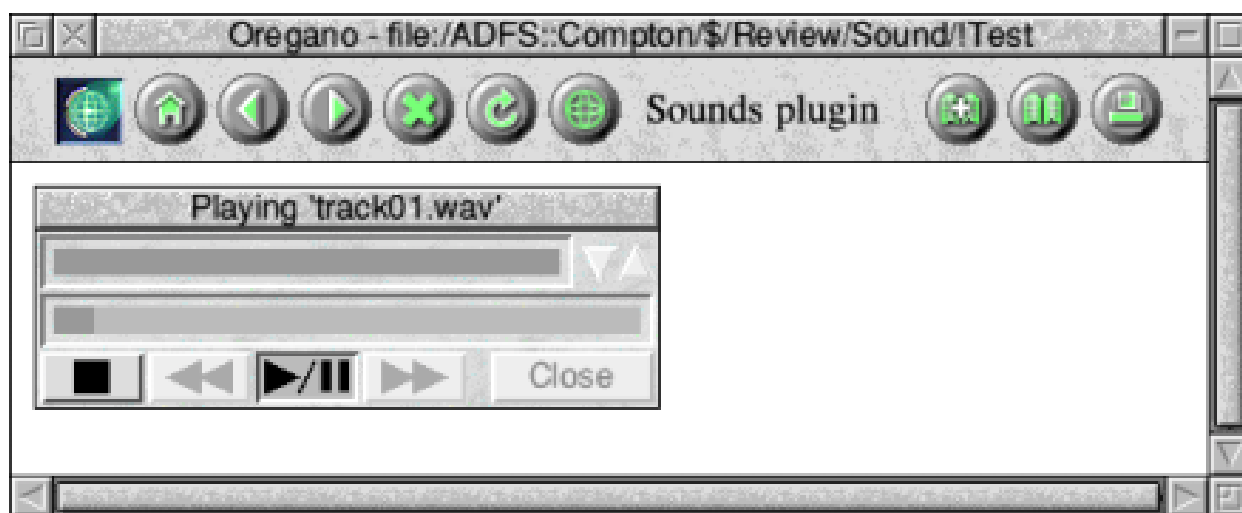 Oregano - file:/ADFS::Compton/$/Review/Sound/!Test
Sounds plugin
Playing 'track01.wav'
Close